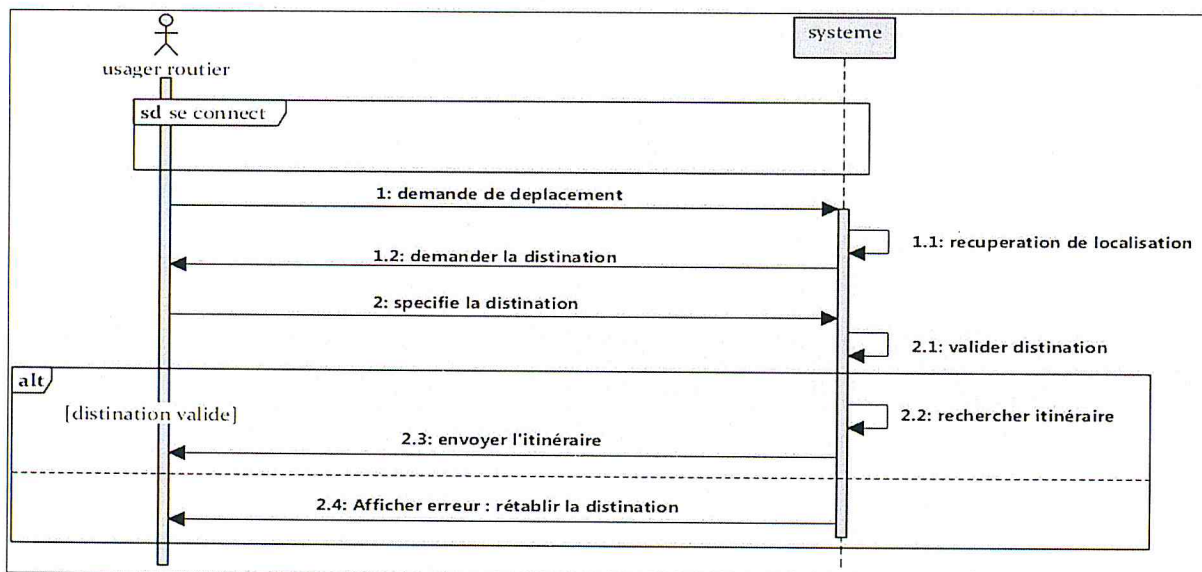 systeme
usager routier
sd se connect
1: demande de deplacement
1.1: recuperation de localisation
1.2: demander la distination
2: specifie la distination
2.1: valider distination
alt
[distination valide]
2.2: rechercher itinéraire
2.3: envoyer l'itinéraire
2.4: Afficher erreur : rétablir la distination